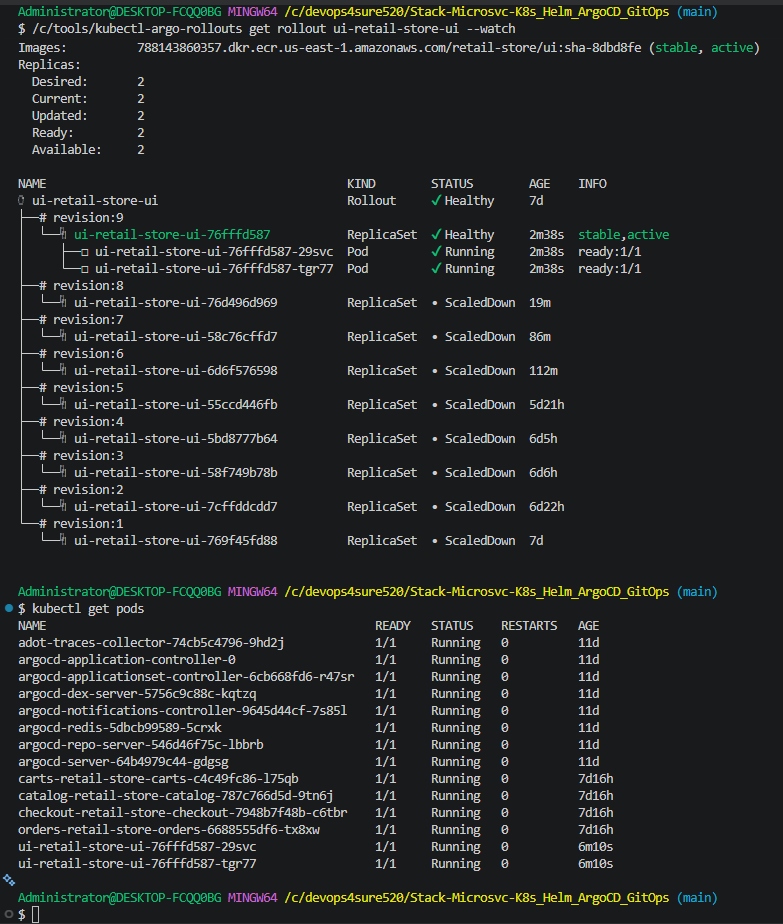 Administrator@DESKTOP-FCQQ0BG MINGW64 /c/devops4sure520/Stack-Microsvc-K8s_Helm_ArgoCD_GitOps (main)
$ /c/tools/kubectl-argo-rollouts get rollout ui-retail-store-ui --watch
Images: 788143860357.dkr.ecr.us-east-1.amazonaws.com/retail-store/ui:sha-8dbd8fe (stable, active)
Replicas:
Desired: 2
Current: 2
Updated: 2
Ready: 2
Available: 2
NAME KIND STATUS AGE INFO
⟳ ui-retail-store-ui Rollout ✔ Healthy 7d
├──# revision:9
│  └──⧉ ui-retail-store-ui-76fffd587 ReplicaSet ✔ Healthy 2m38s stable,active
│     ├──□ ui-retail-store-ui-76fffd587-29svc Pod ✔ Running 2m38s ready:1/1
│     └──□ ui-retail-store-ui-76fffd587-tgr77 Pod ✔ Running 2m38s ready:1/1
├──# revision:8
│  └──⧉ ui-retail-store-ui-76d496d969 ReplicaSet • ScaledDown 19m
├──# revision:7
│  └──⧉ ui-retail-store-ui-58c76cffd7 ReplicaSet • ScaledDown 86m
├──# revision:6
│  └──⧉ ui-retail-store-ui-6d6f576598 ReplicaSet • ScaledDown 112m
├──# revision:5
│  └──⧉ ui-retail-store-ui-55ccd446fb ReplicaSet • ScaledDown 5d21h
├──# revision:4
│  └──⧉ ui-retail-store-ui-5bd8777b64 ReplicaSet • ScaledDown 6d5h
├──# revision:3
│  └──⧉ ui-retail-store-ui-58f749b78b ReplicaSet • ScaledDown 6d6h
├──# revision:2
│  └──⧉ ui-retail-store-ui-7cffddcdd7 ReplicaSet • ScaledDown 6d22h
└──# revision:1
   └──⧉ ui-retail-store-ui-769f45fd88 ReplicaSet • ScaledDown 7d
Administrator@DESKTOP-FCQQ0BG MINGW64 /c/devops4sure520/Stack-Microsvc-K8s_Helm_ArgoCD_GitOps (main)
$ kubectl get pods
NAME READY STATUS RESTARTS AGE
adot-traces-collector-74cb5c4796-9hd2j 1/1 Running 0 11d
argocd-application-controller-0 1/1 Running 0 11d
argocd-applicationset-controller-6cb668fd6-r47sr 1/1 Running 0 11d
argocd-dex-server-5756c9c88c-kqtzq 1/1 Running 0 11d
argocd-notifications-controller-9645d44cf-7s85l 1/1 Running 0 11d
argocd-redis-5dbcb99589-5crxk 1/1 Running 0 11d
argocd-repo-server-546d46f75c-lbbrb 1/1 Running 0 11d
argocd-server-64b4979c44-gdgsg 1/1 Running 0 11d
carts-retail-store-carts-c4c49fc86-l75qb 1/1 Running 0 7d16h
catalog-retail-store-catalog-787c766d5d-9tn6j 1/1 Running 0 7d16h
checkout-retail-store-checkout-7948b7f48b-c6tbr 1/1 Running 0 7d16h
orders-retail-store-orders-6688555df6-tx8xw 1/1 Running 0 7d16h
ui-retail-store-ui-76fffd587-29svc 1/1 Running 0 6m10s
ui-retail-store-ui-76fffd587-tgr77 1/1 Running 0 6m10s
Administrator@DESKTOP-FCQQ0BG MINGW64 /c/devops4sure520/Stack-Microsvc-K8s_Helm_ArgoCD_GitOps (main)
$